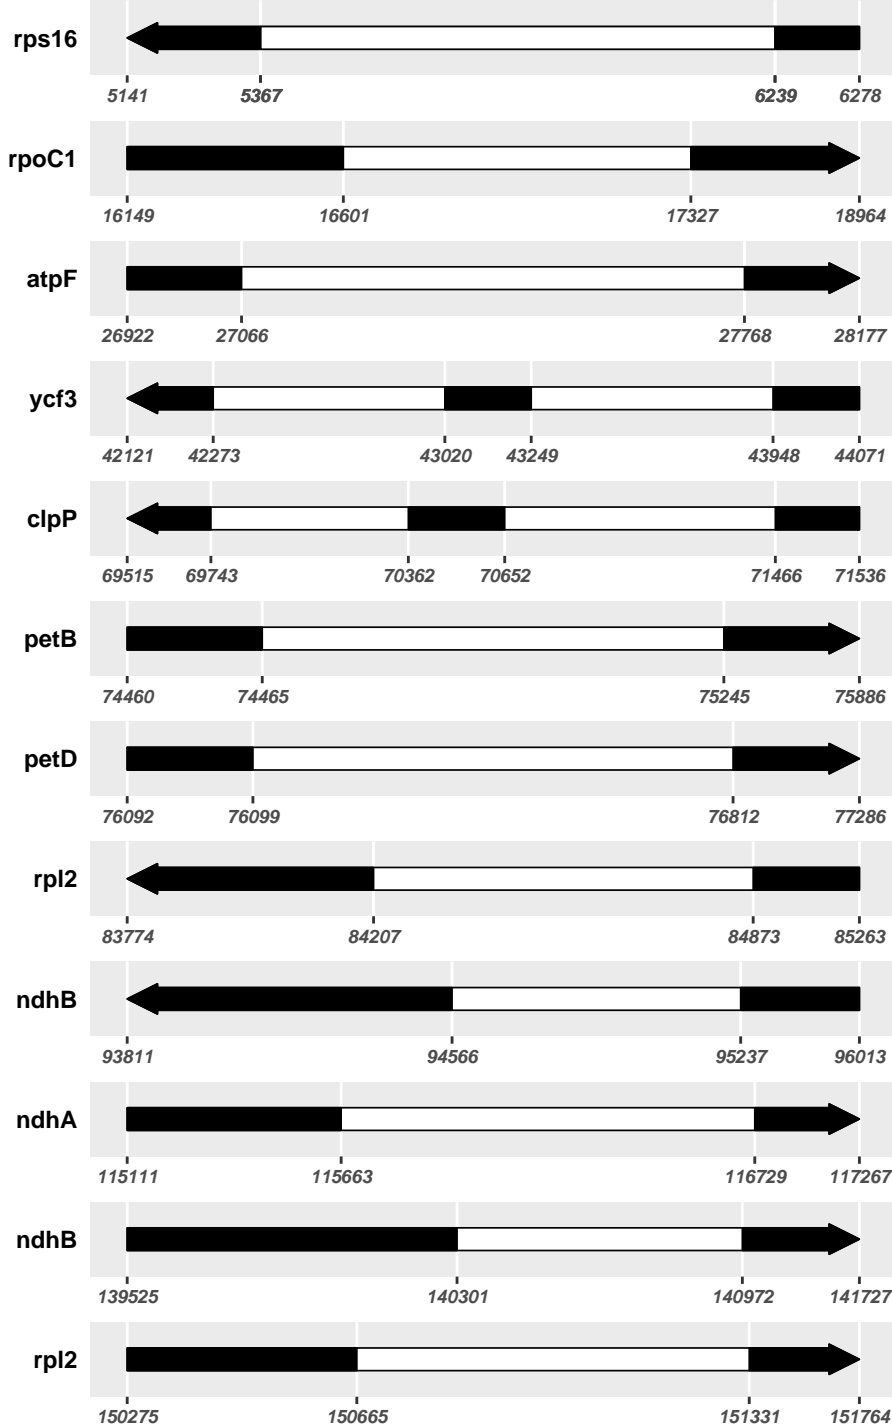 rps16
5141 5367 6239 6278
rpoC1
16149 16601 17327 18964
atpF
26922 27066 27768 28177
ycf3
42121 42273 43020 43249 43948 44071
clpP
69515 69743 70362 70652 71466 71536
petB
74460 74465 75245 75886
petD
76092 76099 76812 77286
rpl2
83774 84207 84873 85263
ndhB
93811 94566 95237 96013
ndhA
115111 115663 116729 117267
ndhB
139525 140301 140972 141727
rpl2
150275 150665 151331 151764